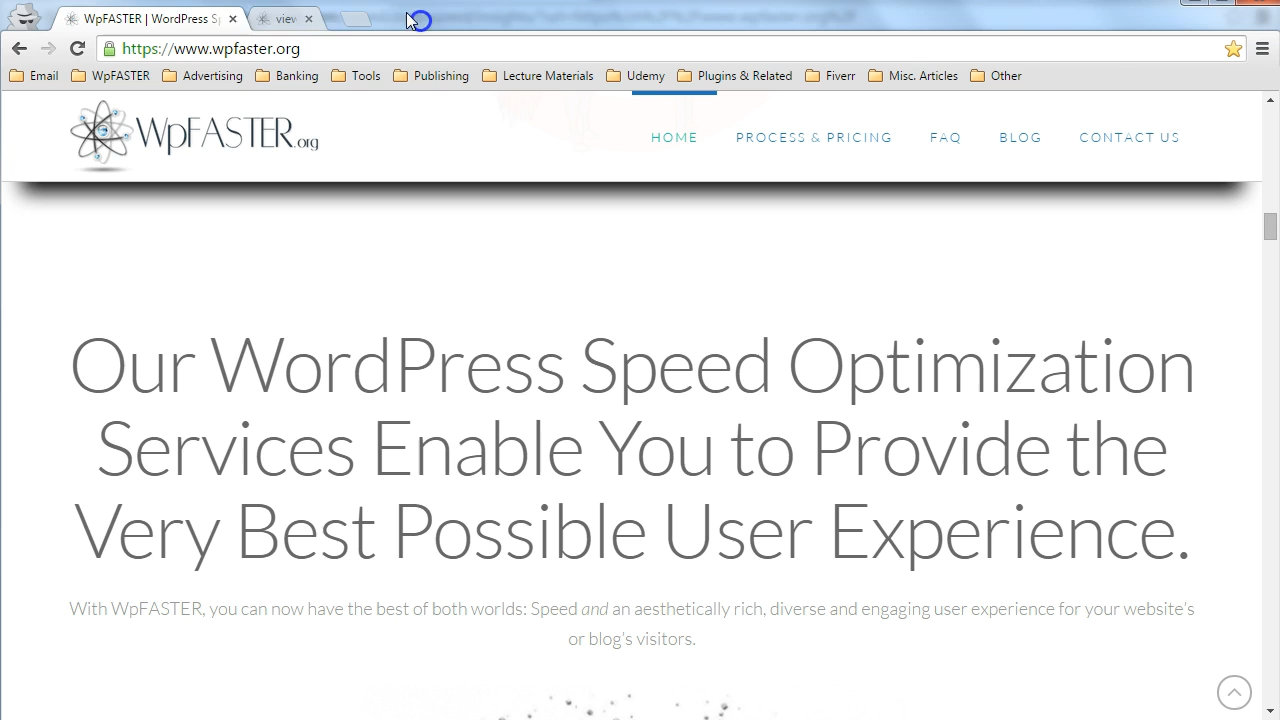 WpFASTER | WordPress Sp
view
https://www.wpfaster.org
Email WpFASTER Advertising Banking Tools Publishing Lecture Materials Udemy Plugins & Related Fiverr Misc. Articles Other
WpFASTER.org
HOME PROCESS & PRICING FAQ BLOG CONTACT US
Our WordPress Speed Optimization
Services Enable You to Provide the
Very Best Possible User Experience.
With WpFASTER, you can now have the best of both worlds: Speed and an aesthetically rich, diverse and engaging user experience for your website's
or blog's visitors.